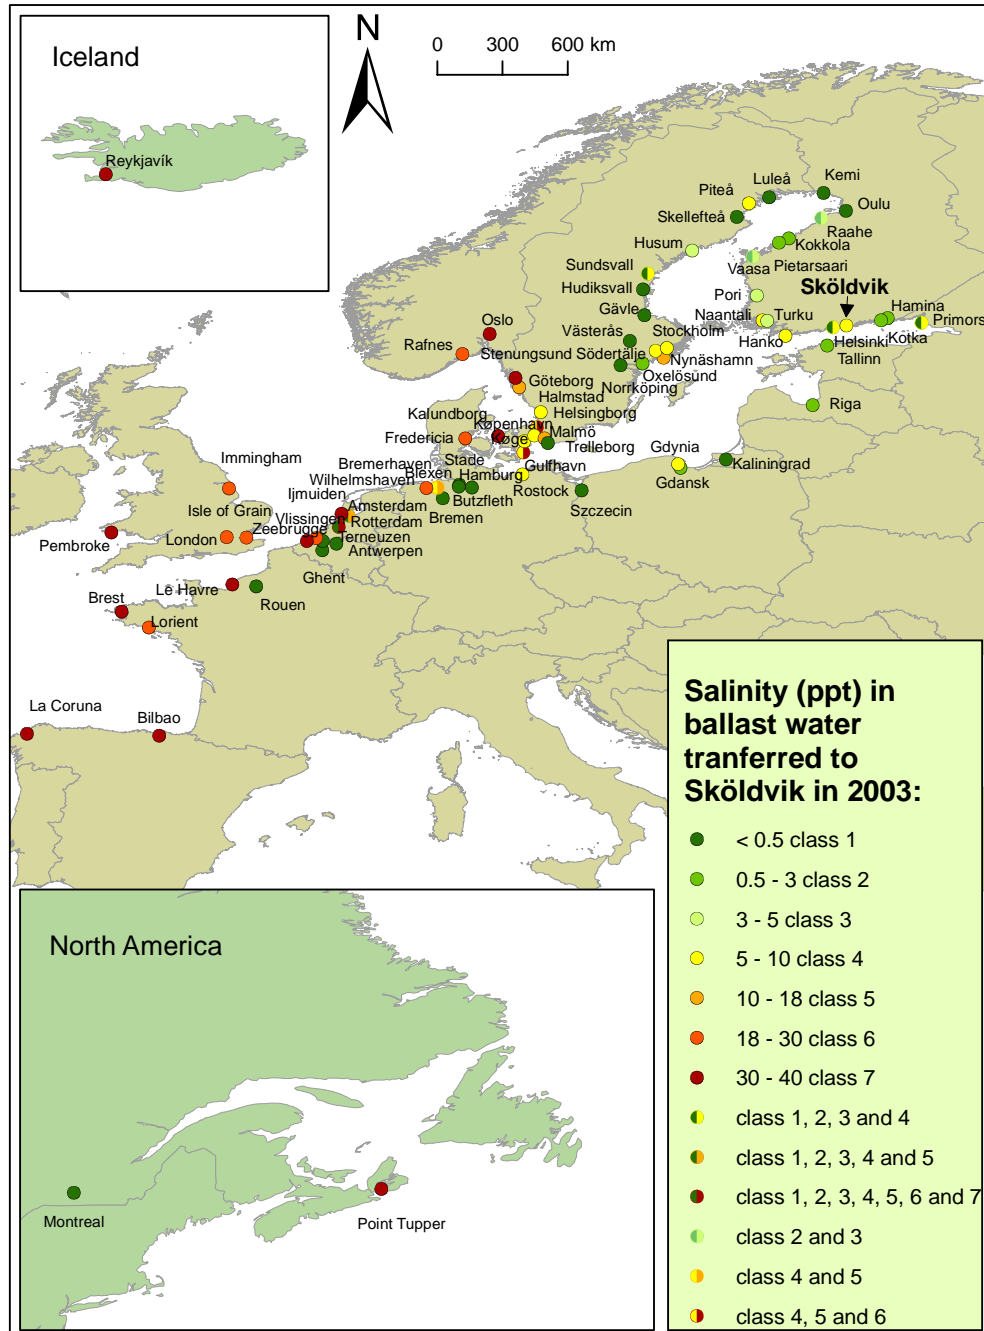 Iceland
Reykjavík
N
0 300 600 km
Luleå
Kemi
Piteå
Oulu
Skellefteå
Raahe
Husum
Kokkola
Sundsvall
Vaasa
Pietarsaari
Hudiksvall
Pori
Sköldvik
Gävle
Naantali
Turku
Hamina
Primors
Oslo
Västerås
Stockholm
Hanko
Helsinki
Kotka
Rafnes
Stenungsund
Södertälje
Nynäshamn
Tallinn
Oxelösund
Göteborg
Norrköping
Halmstad
Riga
Kalundborg
Helsingborg
København
Fredericia
Køge
Malmö
Trelleborg
Gdynia
Immingham
Bremerhaven
Stade
Kaliningrad
Wilhelmshaven
Blexen
Hamburg
Gulfhavn
Gdansk
Ijmuiden
Butzfleth
Rostock
Szczecin
Isle of Grain
Amsterdam
Bremen
Vlissingen
Rotterdam
Zeebrugge
Pembroke
London
Terneuzen
Antwerpen
Ghent
Le Havre
Rouen
Brest
Lorient
La Coruna
Bilbao
Salinity (ppt) in
ballast water
tranferred to
Sköldvik in 2003:
< 0.5 class 1
0.5 - 3 class 2
3 - 5 class 3
5 - 10 class 4
10 - 18 class 5
18 - 30 class 6
30 - 40 class 7
class 1, 2, 3 and 4
class 1, 2, 3, 4 and 5
class 1, 2, 3, 4, 5, 6 and 7
class 2 and 3
class 4 and 5
class 4, 5 and 6
North America
Montreal
Point Tupper